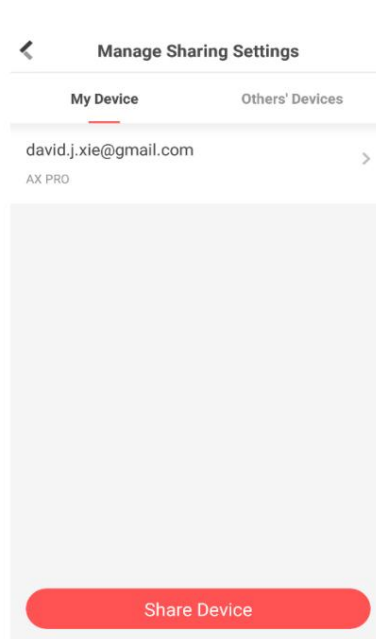 Manage Sharing Settings
My Device
Others' Devices
david.j.xie@gmail.com
AX PRO
Share Device